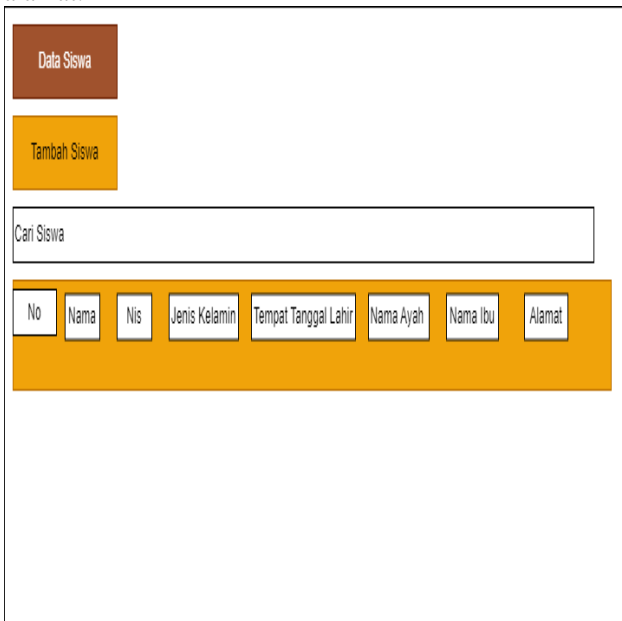 Data Siswa
Tambah Siswa
Cari Siswa
No Nama Nis Jenis Kelamin Tempat Tanggal Lahir Nama Ayah Nama Ibu Alamat